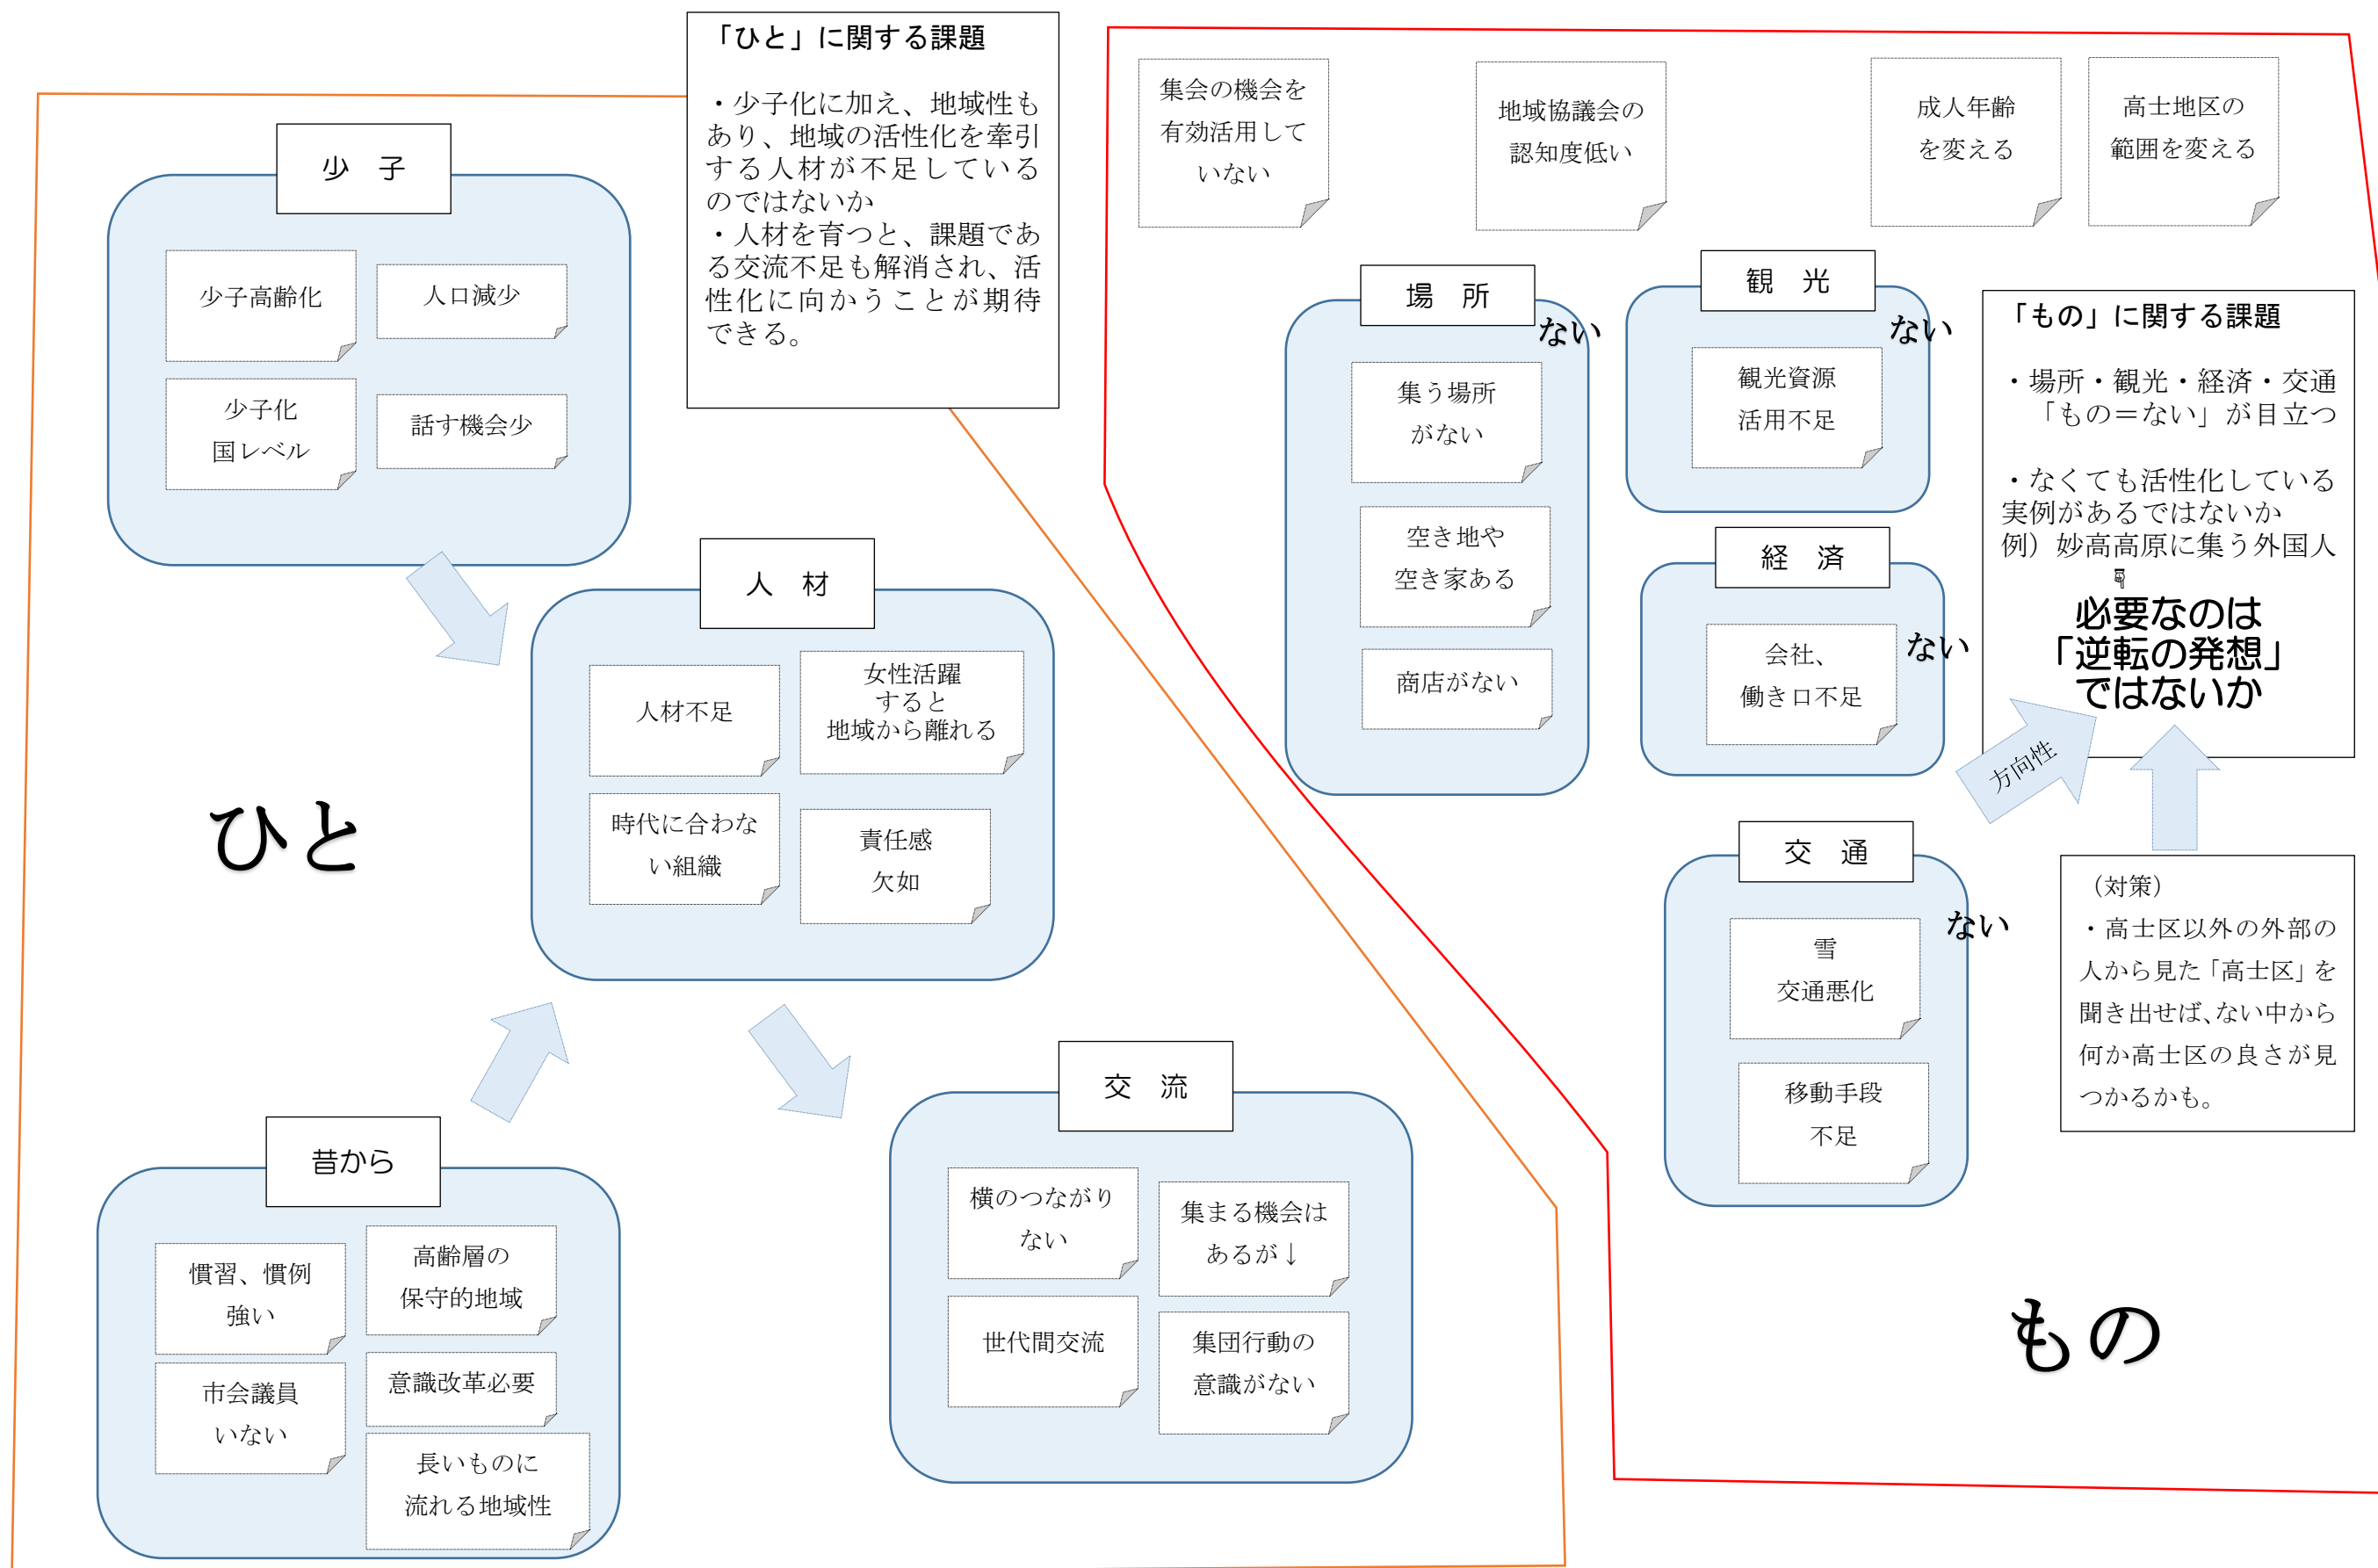 「ひと」に関する課題
・少子化に加え、地域性も
あり、地域の活性化を牽引
する人材が不足している
のではないか
・人材を育つと、課題であ
る交流不足も解消され、活
性化に向かうことが期待
できる。
少　子
少子高齢化
人口減少
少子化
国レベル
話す機会少
人　材
人材不足
女性活躍
すると
地域から離れる
時代に合わな
い組織
責任感
欠如
ひと
昔から
慣習、慣例
強い
高齢層の
保守的地域
市会議員
いない
意識改革必要
長いものに
流れる地域性
交　流
横のつながり
ない
集まる機会は
あるが↓
世代間交流
集団行動の
意識がない
集会の機会を
有効活用して
いない
地域協議会の
認知度低い
成人年齢
を変える
高士地区の
範囲を変える
場　所
ない
集う場所
がない
空き地や
空き家ある
商店がない
観　光
ない
観光資源
活用不足
経　済
ない
会社、
働き口不足
交　通
ない
雪
交通悪化
移動手段
不足
「もの」に関する課題
・場所・観光・経済・交通
「もの＝ない」が目立つ
・なくても活性化している
実例があるではないか
例）妙高高原に集う外国人
☟
必要なのは
「逆転の発想」
ではないか
方向性
（対策）
・高士区以外の外部の
人から見た「高士区」を
聞き出せば、ない中から
何か高士区の良さが見
つかるかも。
もの